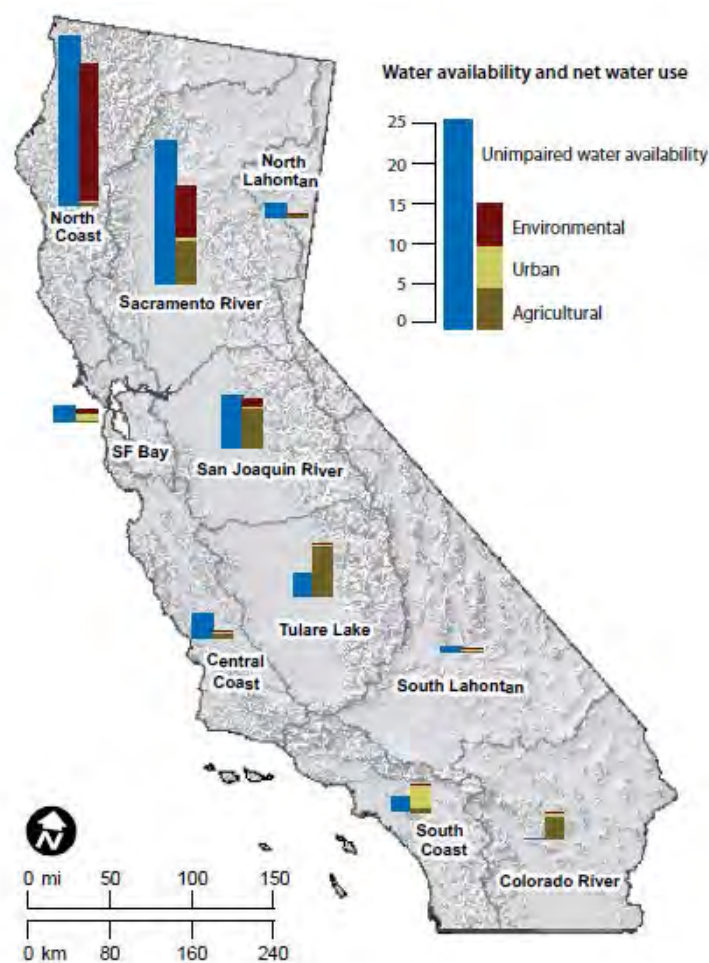 Water availability and net water use
25
20
15
10
5
0
Unimpaired water availability
Environmental
Urban
Agricultural
North
Coast
North
Lahontan
Sacramento River
SF Bay
San Joaquin River
Tulare Lake
Central
Coast
South Lahontan
South
Coast
Colorado River
N
0 mi 50 100 150
0 km 80 160 240